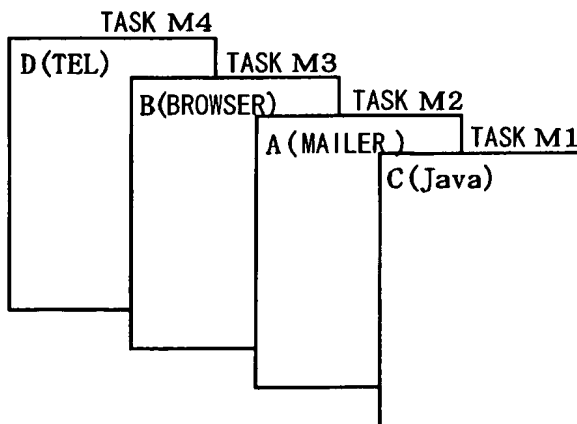 TASK M4
D(TEL)
TASK M3
B(BROWSER)
TASK M2
A(MAILER )
TASK M1
C(Java)